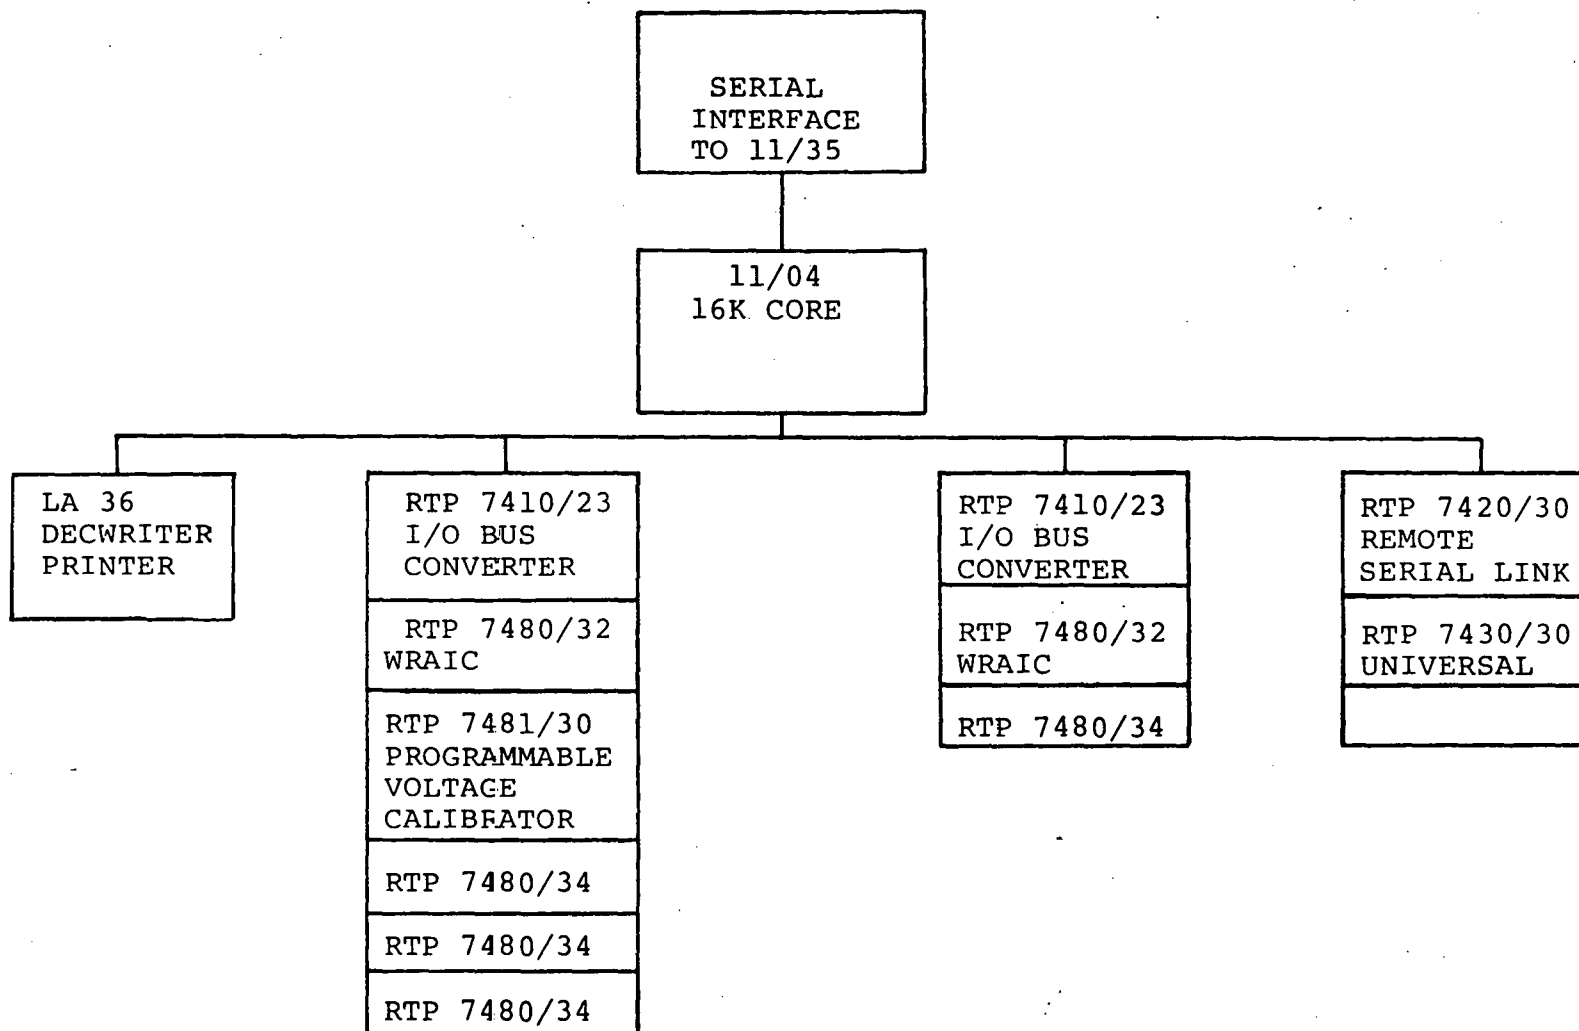 SERIAL
INTERFACE
TO 11/35
11/04
16K CORE
LA 36
DECWRITER
PRINTER
RTP 7410/23
I/O BUS
CONVERTER
RTP 7480/32
WRAIC
RTP 7481/30
PROGRAMMABLE
VOLTAGE
CALIBRATOR
RTP 7480/34
RTP 7480/34
RTP 7480/34
RTP 7410/23
I/O BUS
CONVERTER
RTP 7480/32
WRAIC
RTP 7480/34
RTP 7420/30
REMOTE
SERIAL LINK
RTP 7430/30
UNIVERSAL